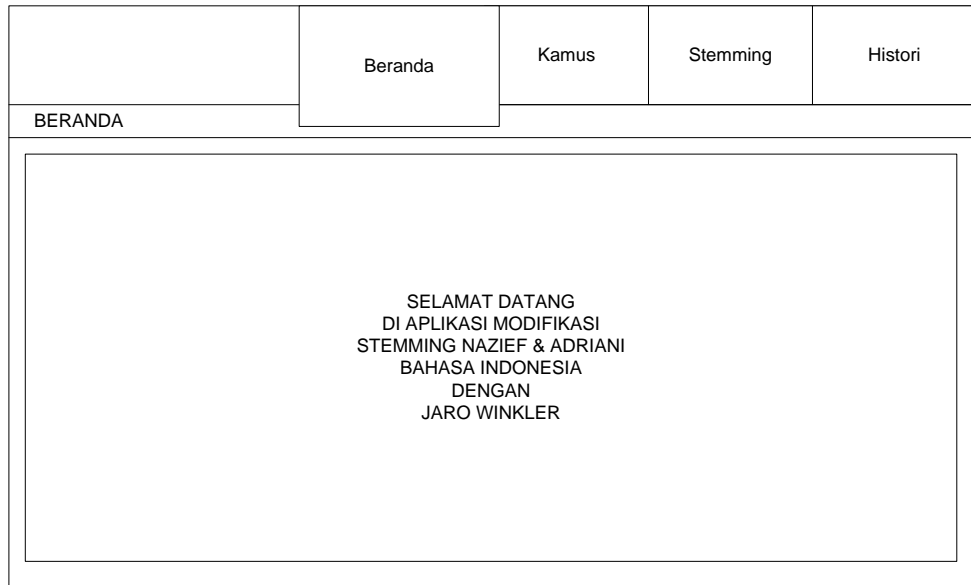 Beranda
Kamus
Stemming
Histori
BERANDA
SELAMAT DATANG
DI APLIKASI MODIFIKASI
STEMMING NAZIEF & ADRIANI
BAHASA INDONESIA
DENGAN
JARO WINKLER